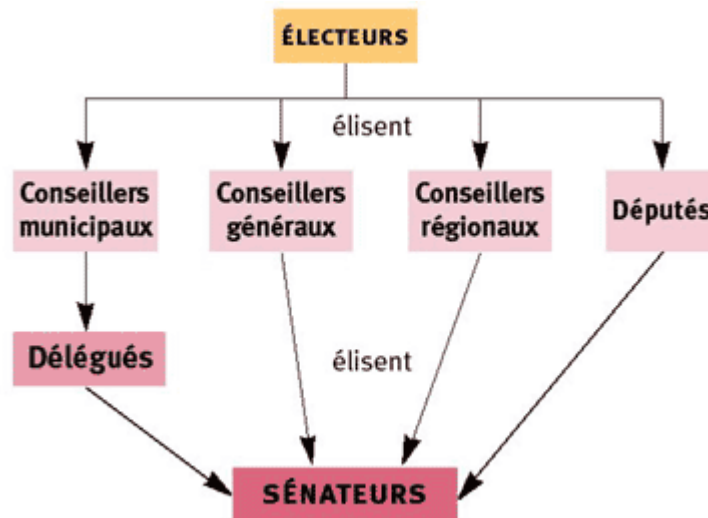 ÉLECTEURS
élisent
Conseillers
municipaux
Conseillers
généraux
Conseillers
régionaux
Députés
Délégués
élisent
SÉNATEURS